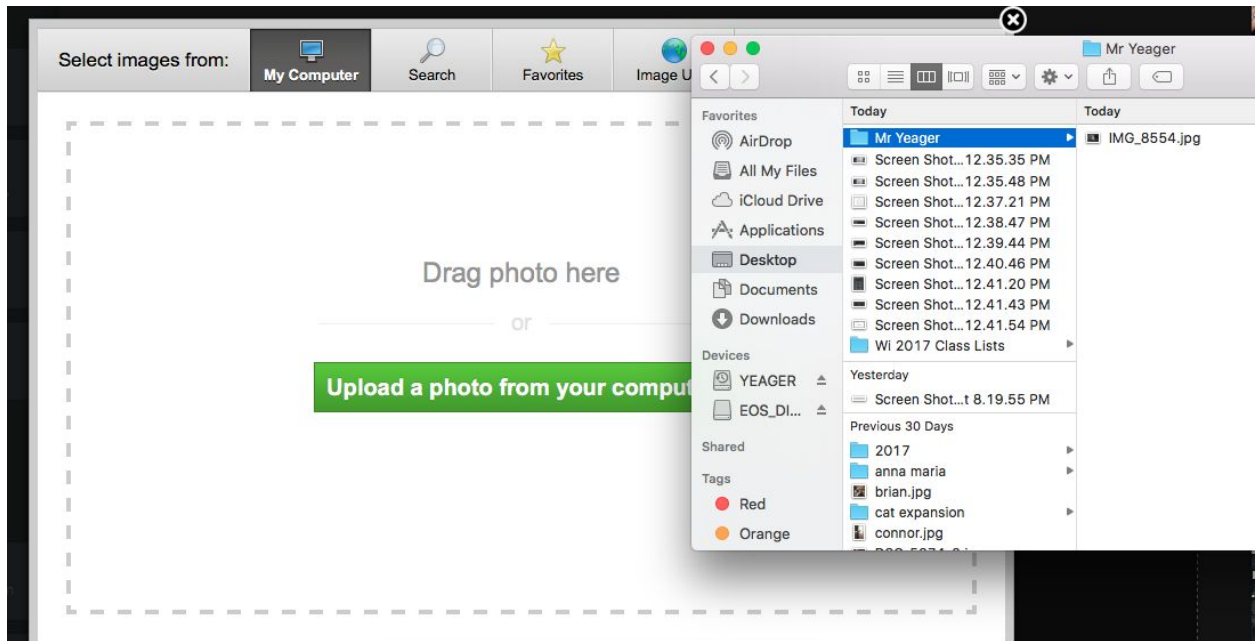 Select images from:
My Computer
Search
Favorites
Image U
Drag photo here
or
Upload a photo from your comput
Mr Yeager
Favorites
AirDrop
All My Files
iCloud Drive
Applications
Desktop
Documents
Downloads
Devices
YEAGER
EOS_DI...
Shared
Tags
Red
Orange
Today
Mr Yeager
Screen Shot...12.35.35 PM
Screen Shot...12.35.48 PM
Screen Shot...12.37.21 PM
Screen Shot...12.38.47 PM
Screen Shot...12.39.44 PM
Screen Shot...12.40.46 PM
Screen Shot...12.41.20 PM
Screen Shot...12.41.43 PM
Screen Shot...12.41.54 PM
Wi 2017 Class Lists
Yesterday
Screen Shot...t 8.19.55 PM
Previous 30 Days
2017
anna maria
brian.jpg
cat expansion
connor.jpg
Today
IMG_8554.jpg